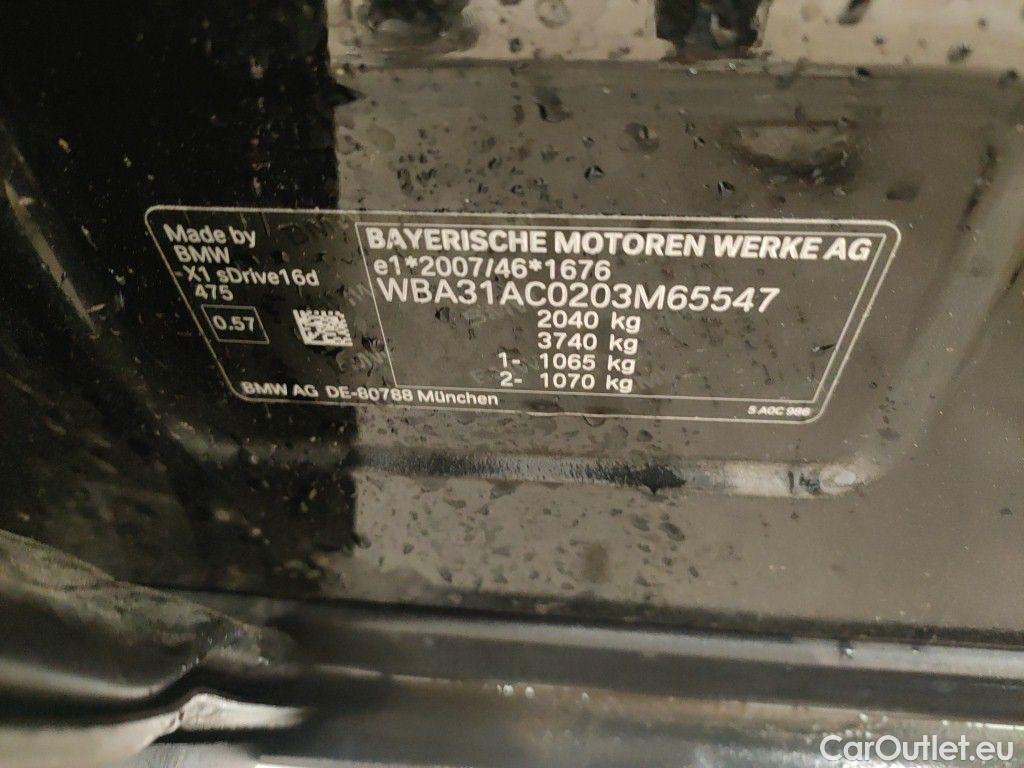 Made by
BMW
X1 sDrive16d
475
0.57
BAYERISCHE MOTOREN WERKE AG
e1*2007/46*1676
WBA31AC0203M65547
2040 kg
3740 kg
1- 1065 kg
2- 1070 kg
BMW AG DE-80788 München
5 A0C 986
CarOutlet.eu